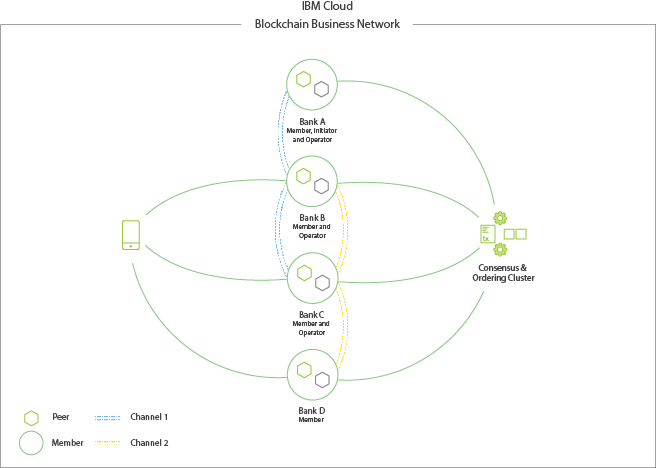 IBM Cloud
Blockchain Business Network
Bank A
Member, Initiator
and Operator
Bank B
Member and
Operator
tx
Consensus &
Ordering Cluster
Bank C
Member and
Operator
Bank D
Member
Peer
Channel 1
Member
Channel 2